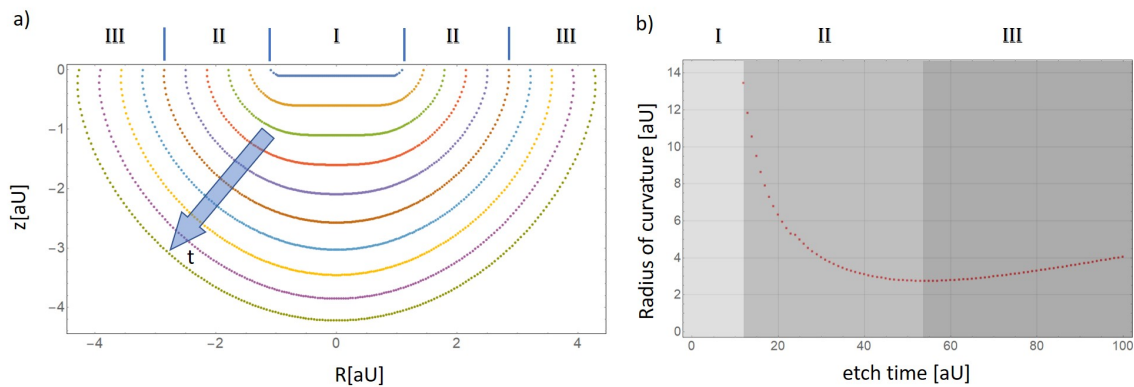 a)
III II I II III
0
−1
−2
−3
−4
z[aU]
t
−4 −2 0 2 4
R[aU]
b)
I II III
14
12
10
8
6
4
2
0
Radius of curvature [aU]
0 20 40 60 80 100
etch time [aU]